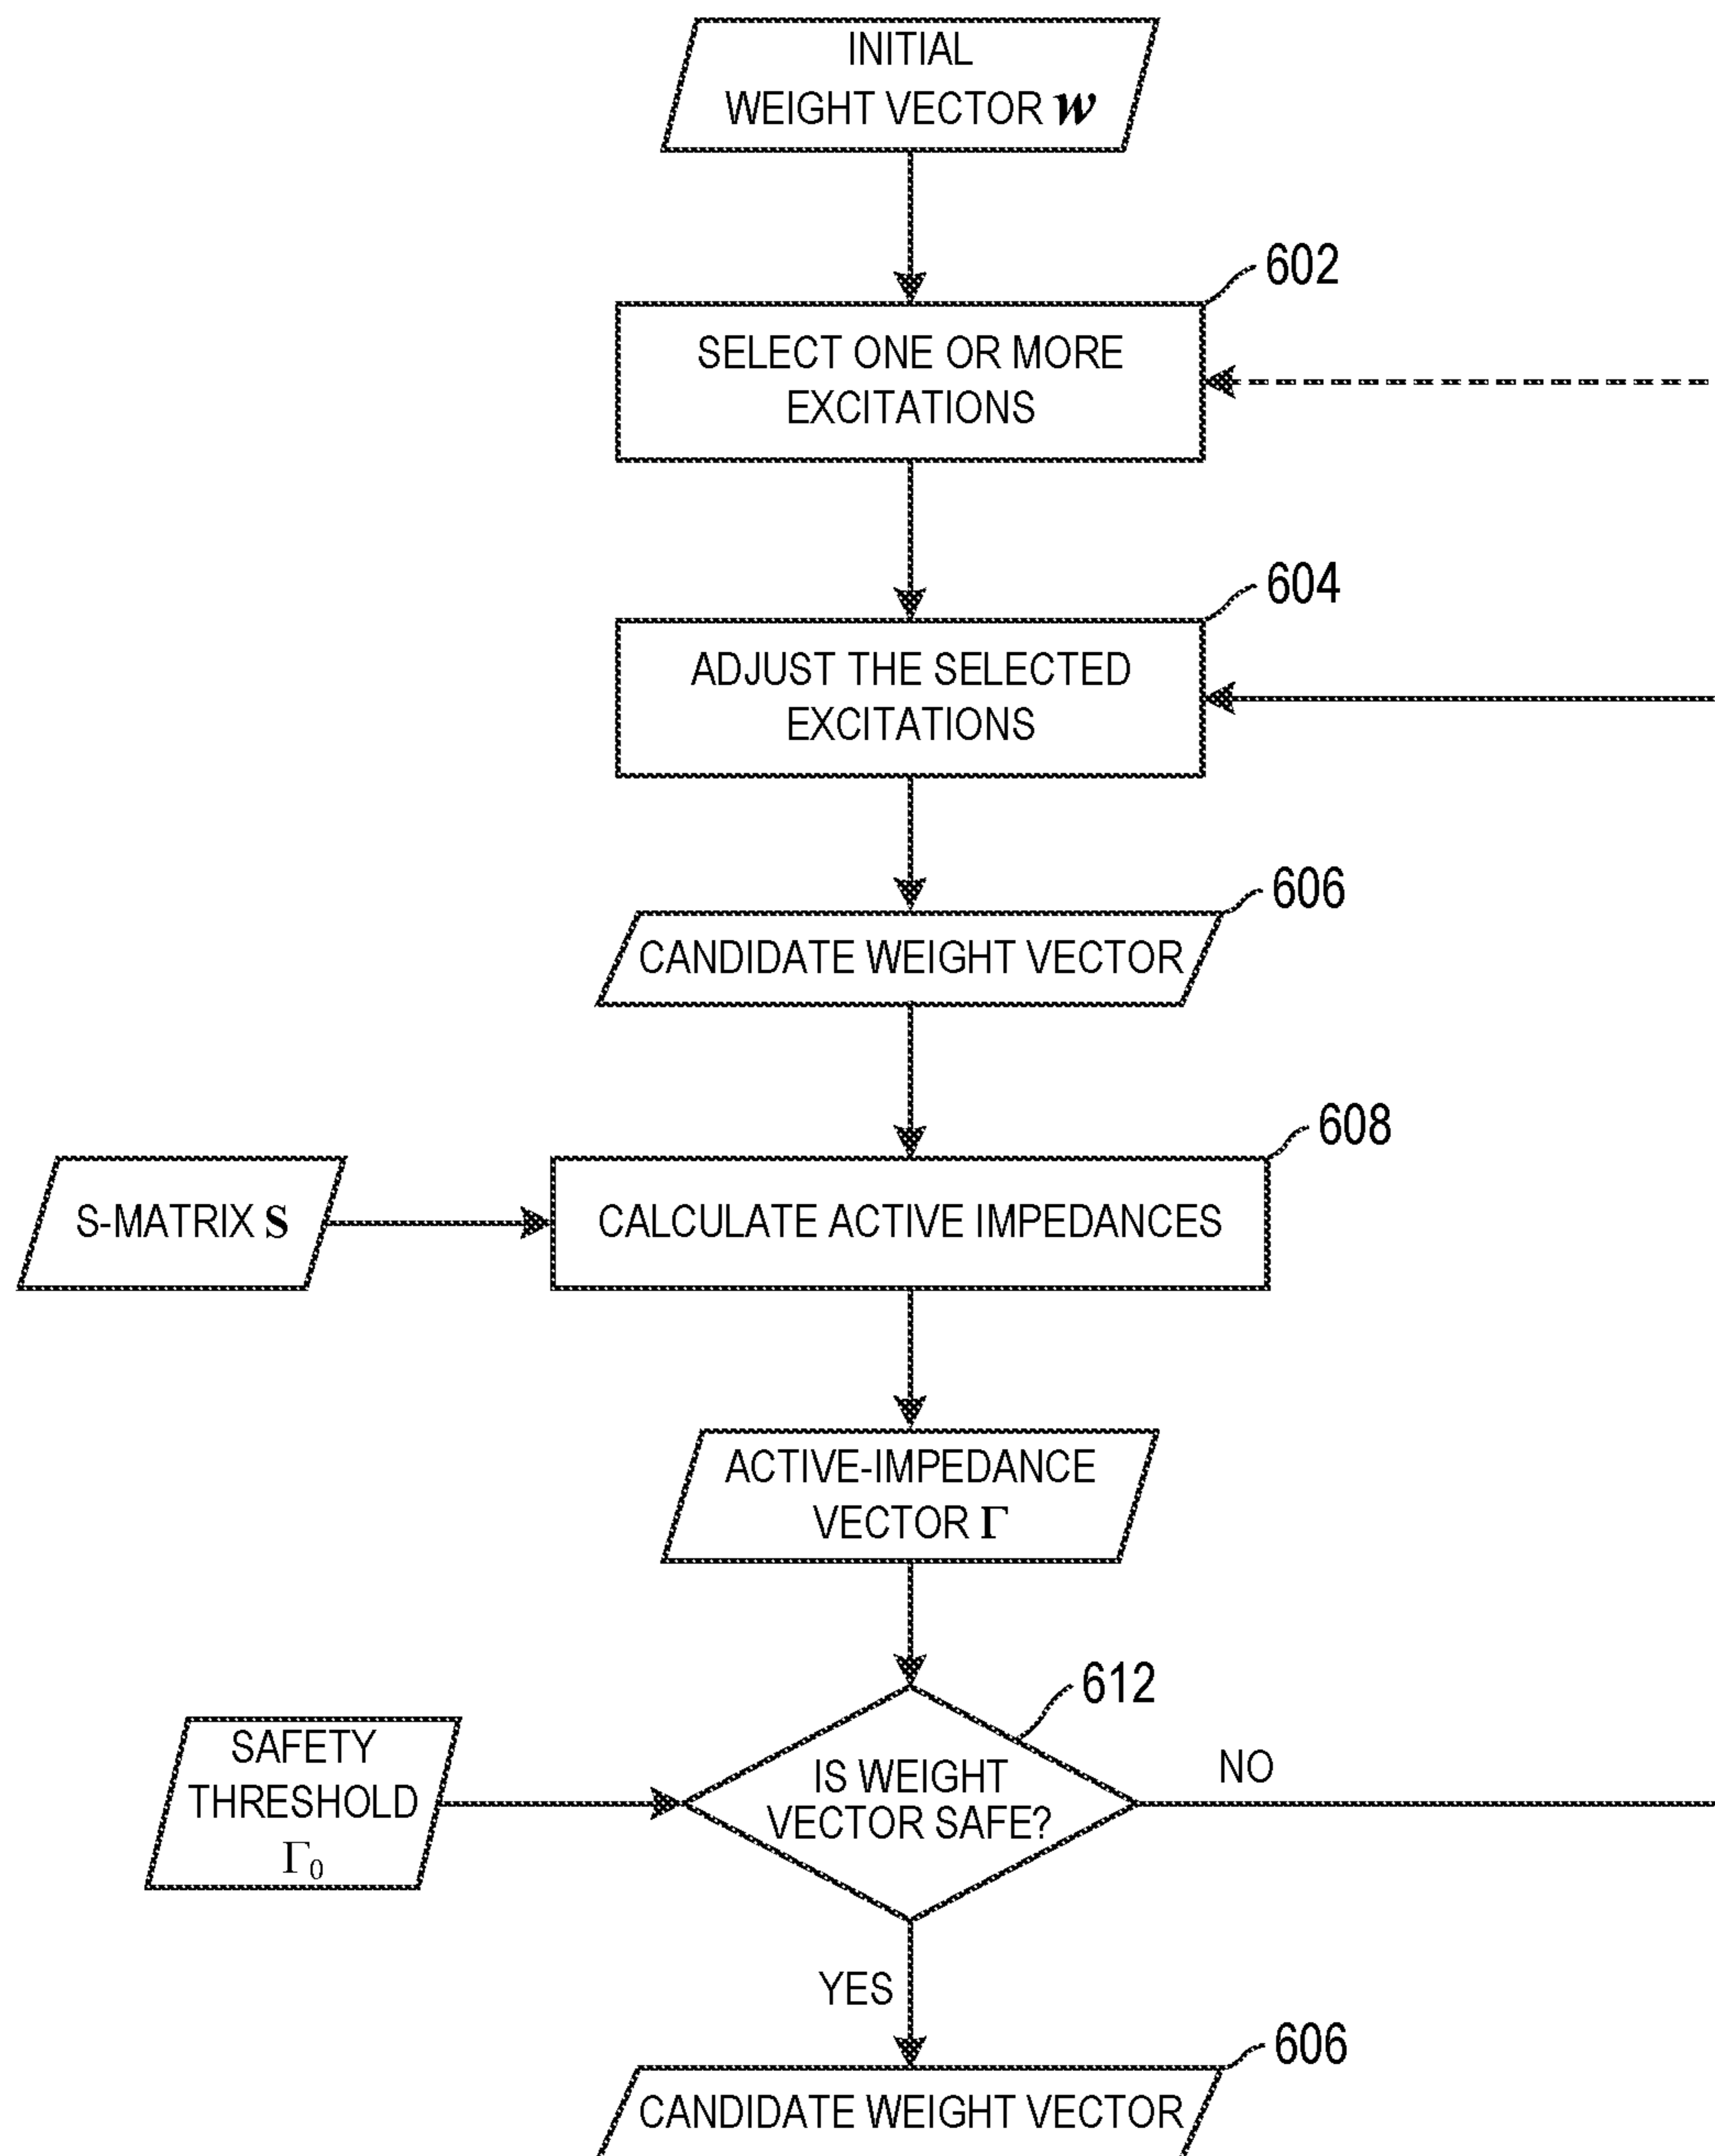 INITIAL
WEIGHT VECTOR w
602
SELECT ONE OR MORE
EXCITATIONS
604
ADJUST THE SELECTED
EXCITATIONS
606
CANDIDATE WEIGHT VECTOR
608
S-MATRIX S
CALCULATE ACTIVE IMPEDANCES
ACTIVE-IMPEDANCE
VECTOR Γ
612
SAFETY
THRESHOLD
Γ₀
IS WEIGHT
VECTOR SAFE?
NO
YES
606
CANDIDATE WEIGHT VECTOR